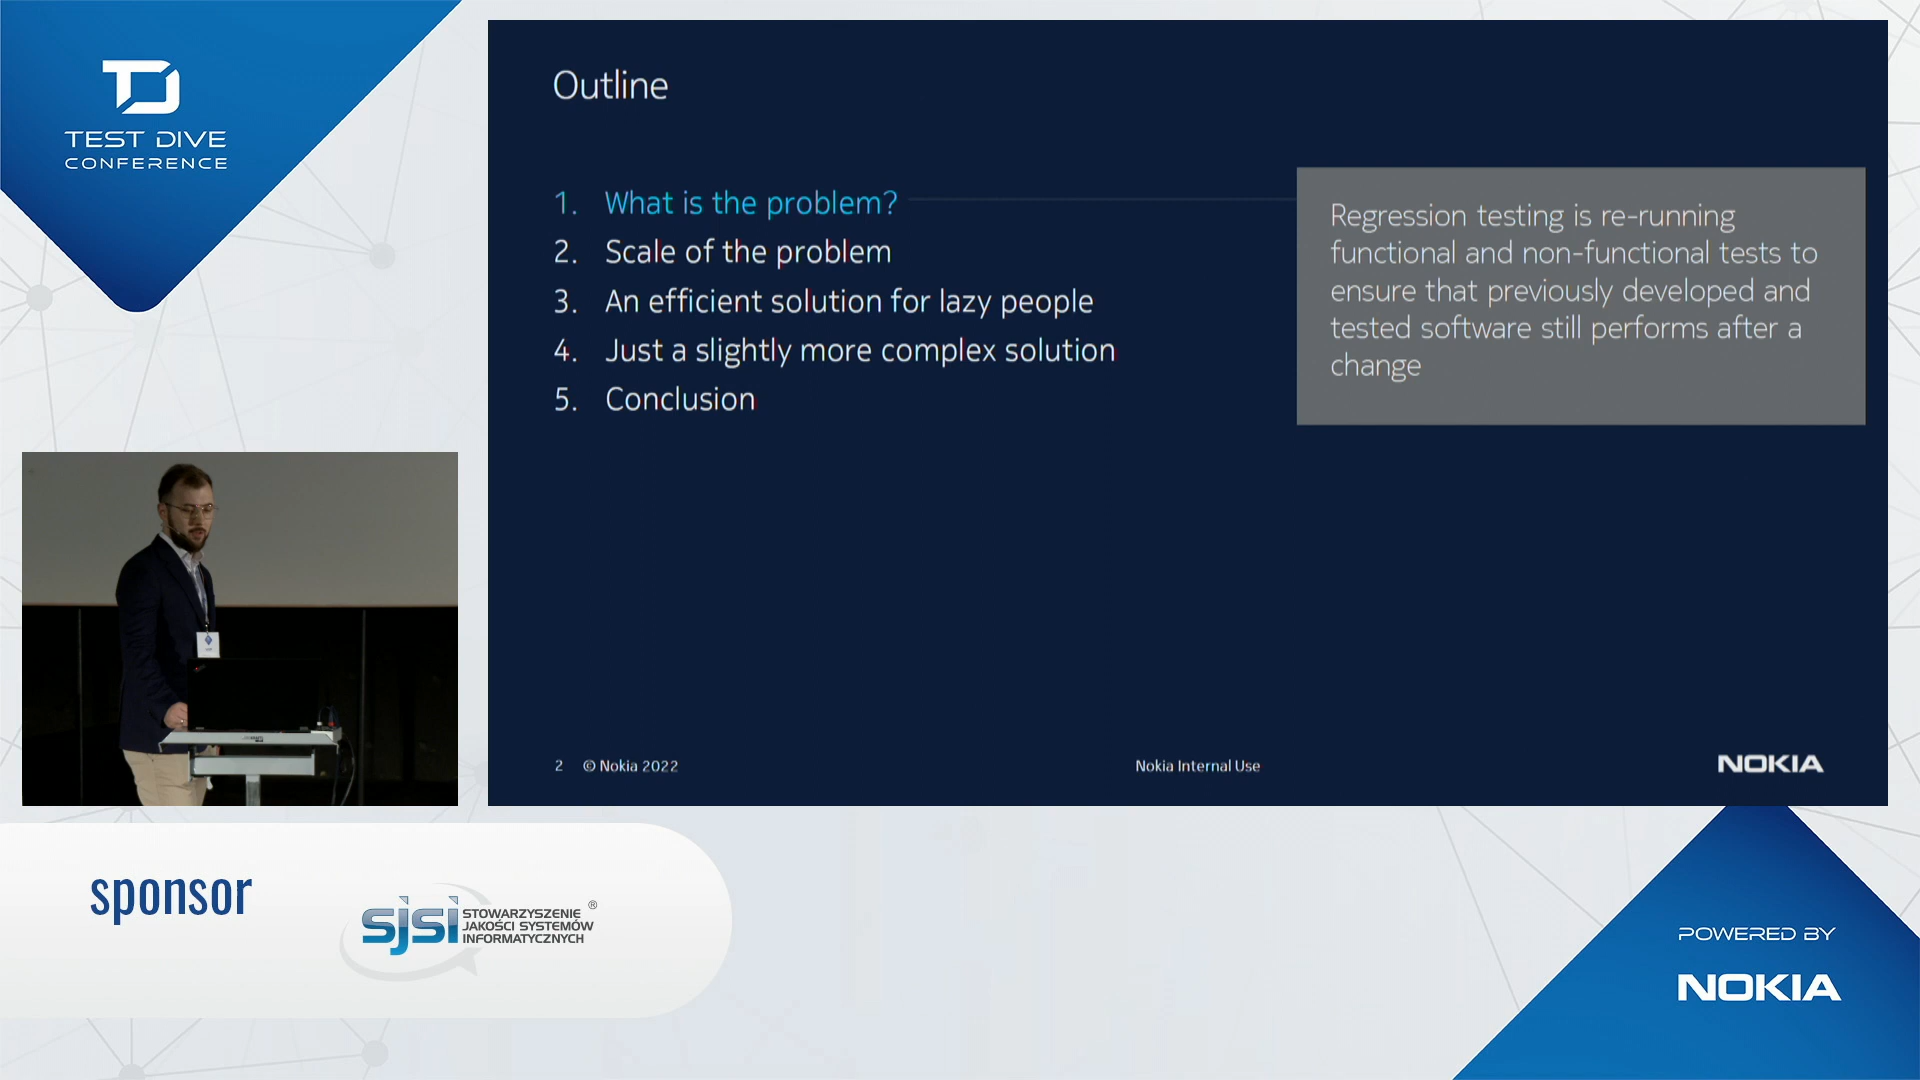 TEST DIVE
CONFERENCE
Outline
1. What is the problem?
2. Scale of the problem
3. An efficient solution for lazy people
4. Just a slightly more complex solution
5. Conclusion
Regression testing is re-running
functional and non-functional tests to
ensure that previously developed and
tested software still performs after a
change
2 © Nokia 2022
Nokia Internal Use
NOKIA
sponsor
sjsi
STOWARZYSZENIE ®
JAKOŚCI SYSTEMÓW
INFORMATYCZNYCH
POWERED BY
NOKIA